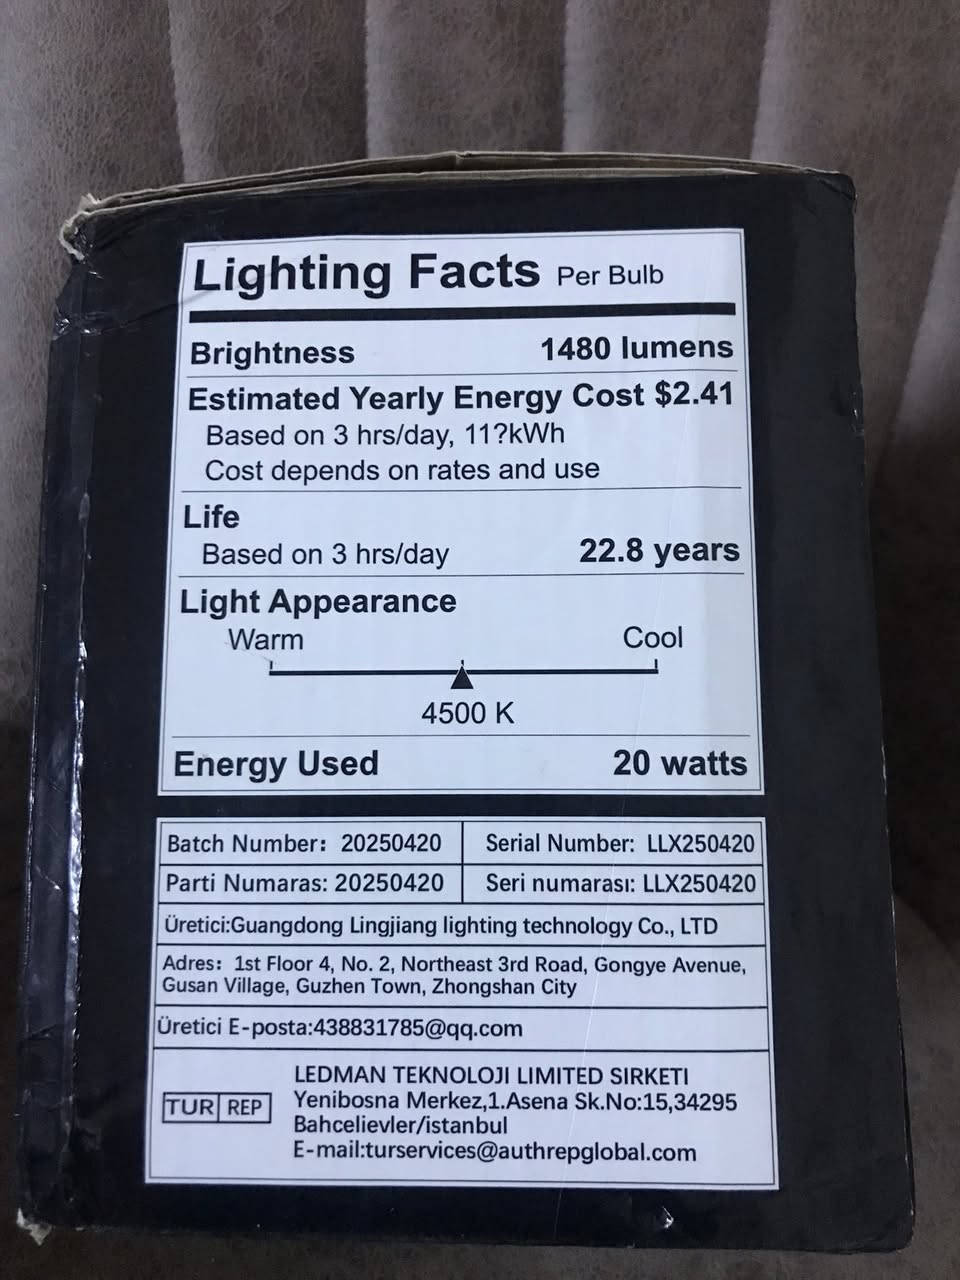 Lighting Facts Per Bulb
Brightness 1480 lumens
Estimated Yearly Energy Cost $2.41
Based on 3 hrs/day, 11?kWh
Cost depends on rates and use
Life
Based on 3 hrs/day 22.8 years
Light Appearance
Warm Cool
4500 K
Energy Used 20 watts
Batch Number: 20250420 Serial Number: LLX250420
Parti Numaras: 20250420 Seri numarası: LLX250420
Üretici:Guangdong Lingjiang lighting technology Co., LTD
Adres: 1st Floor 4, No. 2, Northeast 3rd Road, Gongye Avenue,
Gusan Village, Guzhen Town, Zhongshan City
Üretici E-posta:438831785@qq.com
TUR REP
LEDMAN TEKNOLOJI LIMITED SIRKETI
Yenibosna Merkez,1.Asena Sk.No:15,34295
Bahcelievler/istanbul
E-mail:turservices@authrepglobal.com